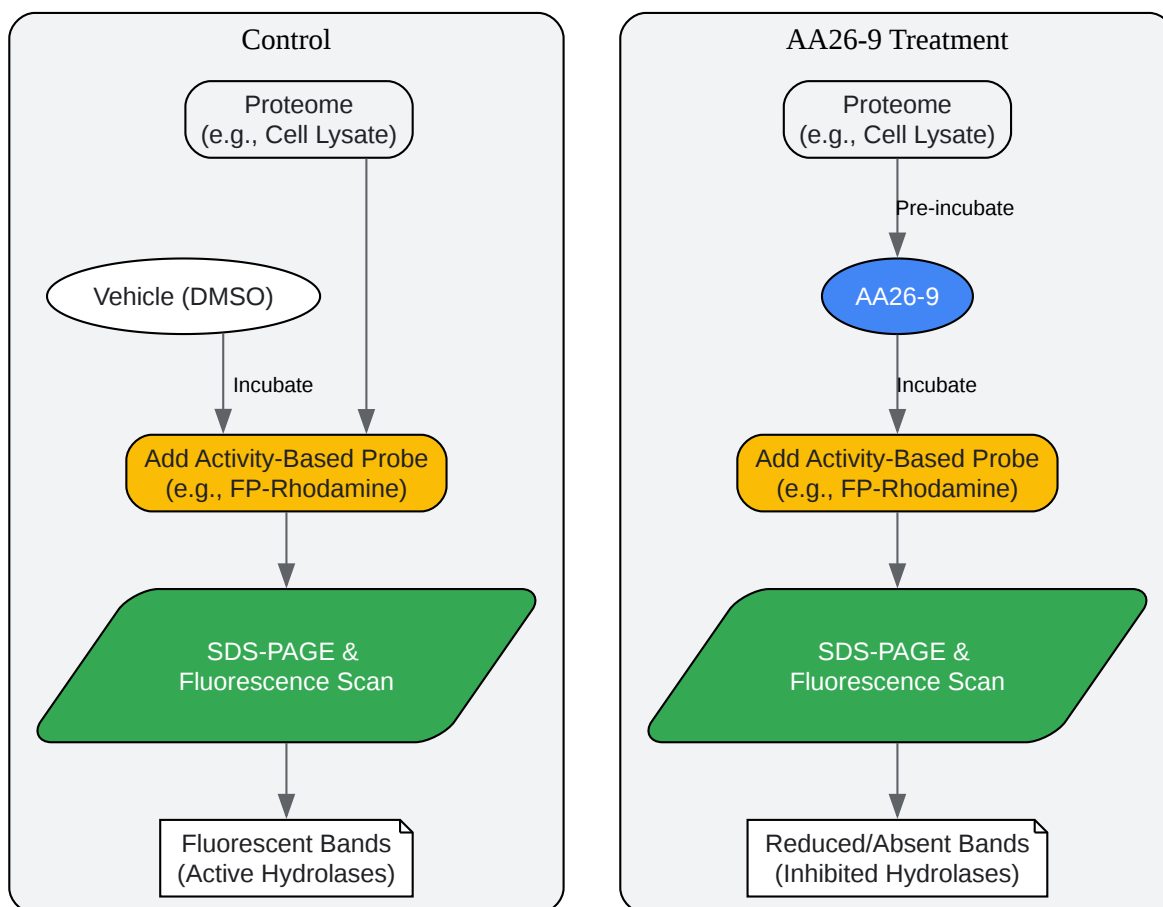 Control
Proteome
(e.g., Cell Lysate)
Vehicle (DMSO)
Incubate
Add Activity-Based Probe
(e.g., FP-Rhodamine)
SDS-PAGE &
Fluorescence Scan
Fluorescent Bands
(Active Hydrolases)
AA26-9 Treatment
Proteome
(e.g., Cell Lysate)
Pre-incubate
AA26-9
Incubate
Add Activity-Based Probe
(e.g., FP-Rhodamine)
SDS-PAGE &
Fluorescence Scan
Reduced/Absent Bands
(Inhibited Hydrolases)